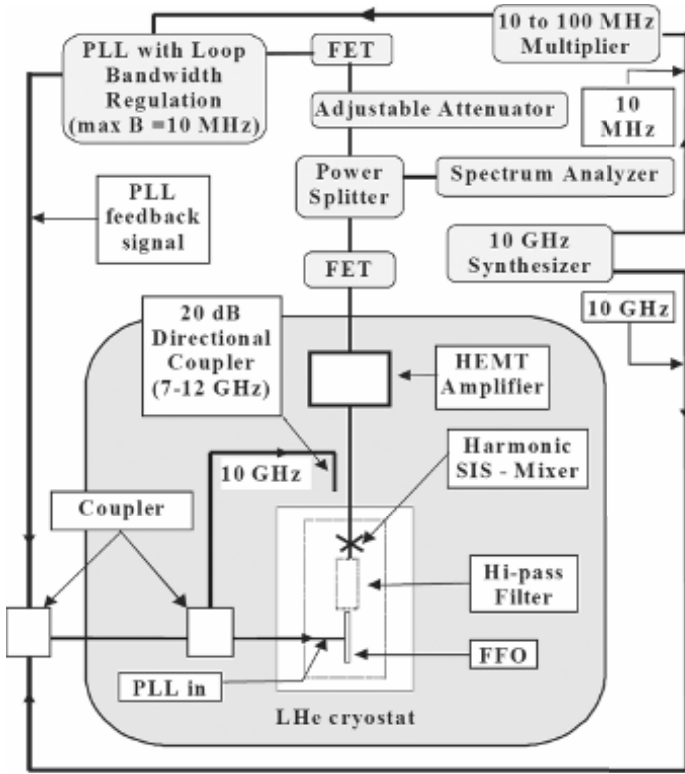 PLL with Loop
Bandwidth
Regulation
(max B =10 MHz)
FET
10 to 100 MHz
Multiplier
Adjustable Attenuator
10
MHz
Power
Splitter
Spectrum Analyzer
PLL
feedback
signal
10 GHz
Synthesizer
FET
20 dB
Directional
Coupler
(7-12 GHz)
10 GHz
HEMT
Amplifier
Harmonic
SIS - Mixer
10 GHz
Coupler
Hi-pass
Filter
FFO
PLL in
LHe cryostat